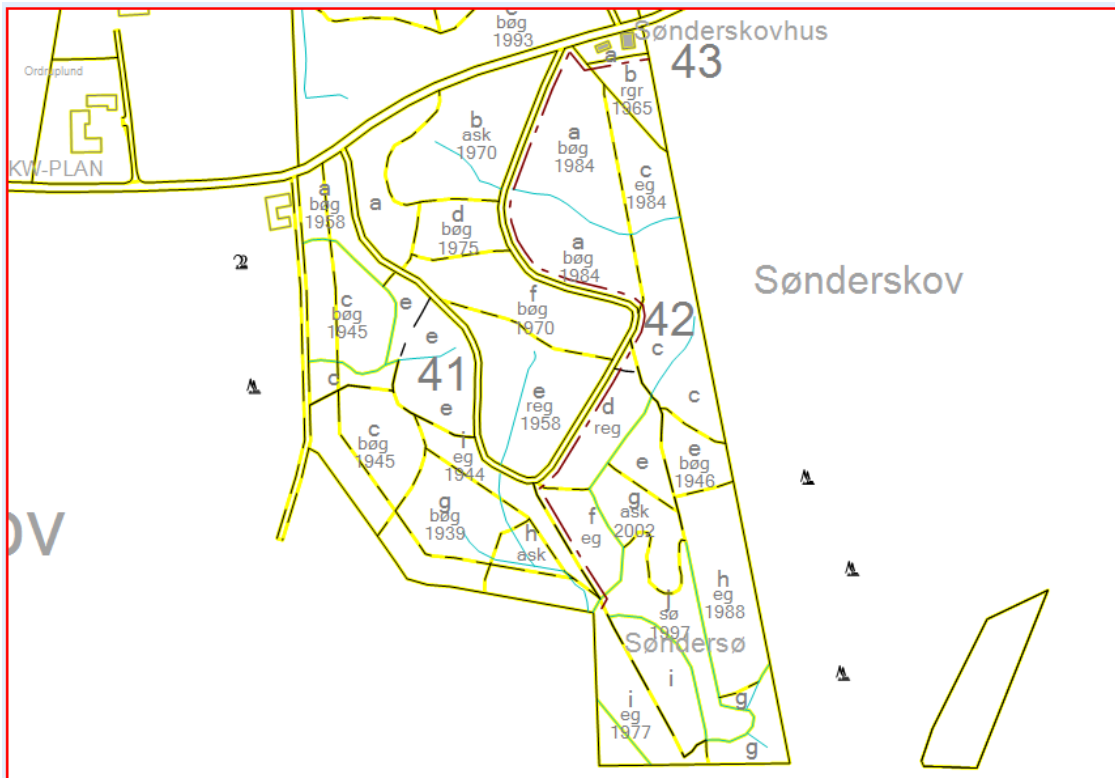 bøg
1993
Sønderskovhus
43
a
b
rgr
1965
Ordruplund
b
ask
1970
a
bøg
1984
KW-PLAN
a
bøg
1958
a
c
eg
1984
d
bøg
1975
a
bøg
1984
Sønderskov
c
bøg
1945
e
f
bøg
1970
42
e
c
41
c
e
reg
1958
c
e
d
reg
c
bøg
1945
i
eg
1944
e
e
bøg
1946
g
bøg
1939
g
ask
2002
f
eg
h
ask
OV
h
eg
1988
j
sø
1997
Søndersø
i
i
eg
1977
g
g